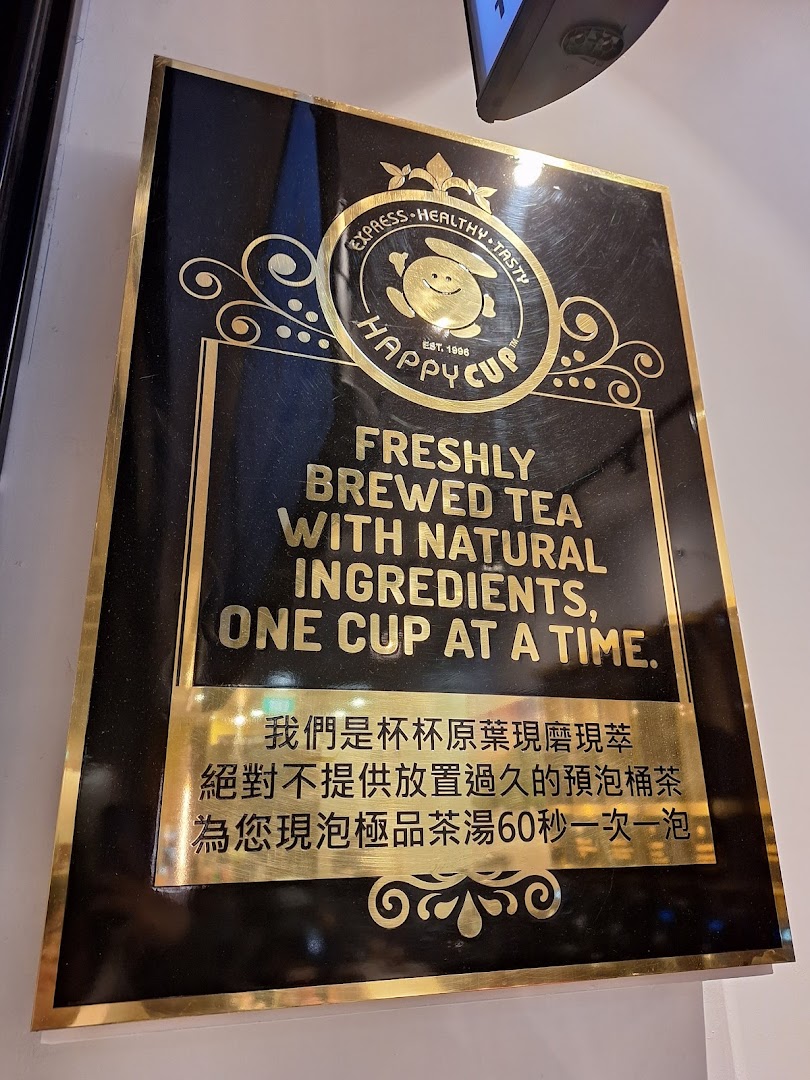 EXPRESS • HEALTHY • TASTY
EST. 1996
HAPPYCUP™
FRESHLY
BREWED TEA
WITH NATURAL
INGREDIENTS,
ONE CUP AT A TIME.
我們是杯杯原葉現磨現萃
絕對不提供放置過久的預泡桶茶
為您現泡極品茶湯60秒一次一泡